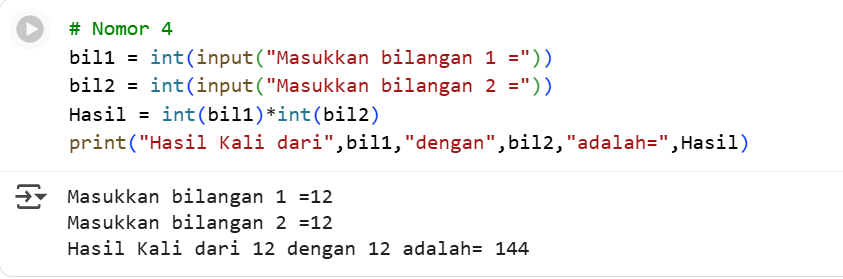 # Nomor 4
bil1 = int(input("Masukkan bilangan 1 ="))
bil2 = int(input("Masukkan bilangan 2 ="))
Hasil = int(bil1)*int(bil2)
print("Hasil Kali dari",bil1,"dengan",bil2,"adalah=",Hasil)
Masukkan bilangan 1 =12
Masukkan bilangan 2 =12
Hasil Kali dari 12 dengan 12 adalah= 144